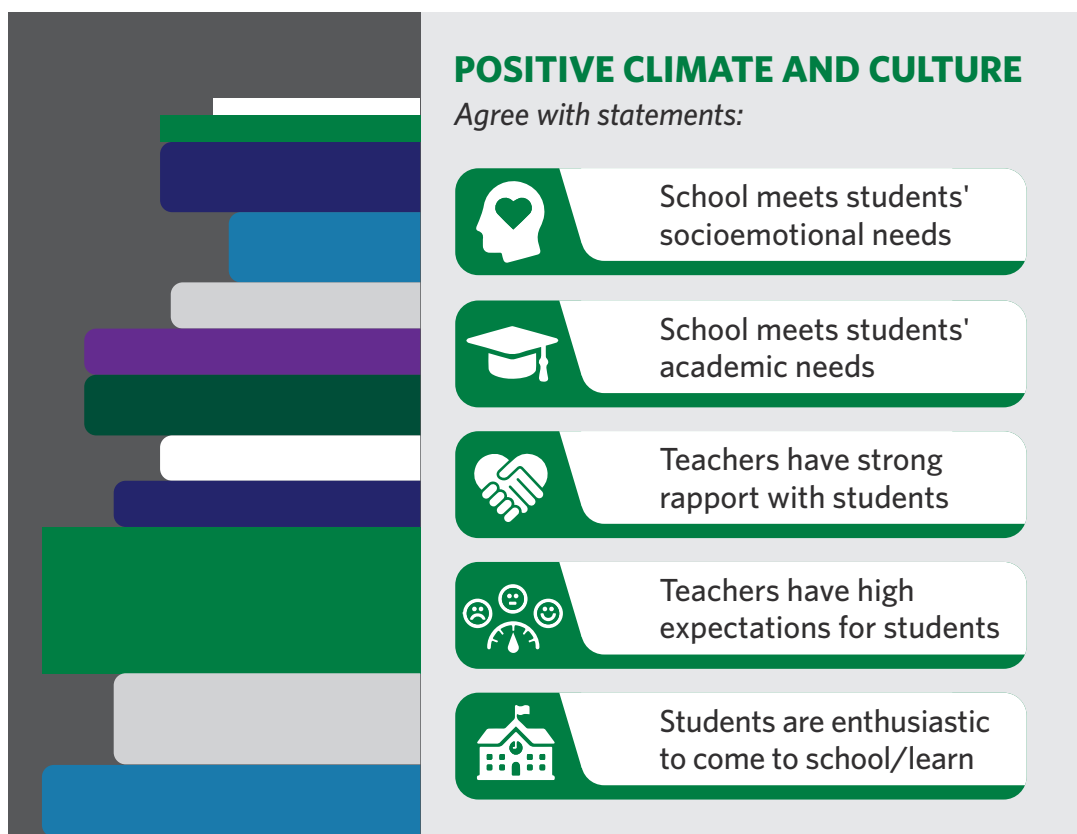 POSITIVE CLIMATE AND CULTURE
Agree with statements:
School meets students'
socioemotional needs
School meets students'
academic needs
Teachers have strong
rapport with students
Teachers have high
expectations for students
Students are enthusiastic
to come to school/learn